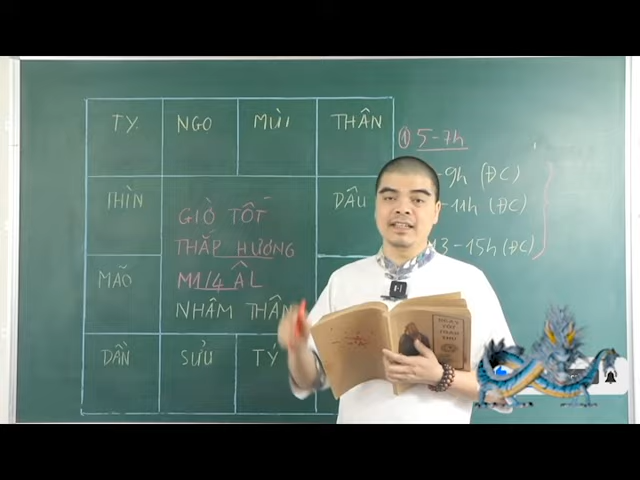 TỴ NGỌ MÙI THÂN
① 5-7h
-9h (ĐC)
THÌN DẬU
-11h (ĐC)
GIỜ TỐT
THẮP HƯƠNG
13-15h (ĐC)
MÃO
M1/4 ÂL
NHÂM THÂN
DẦN SỬU TÝ